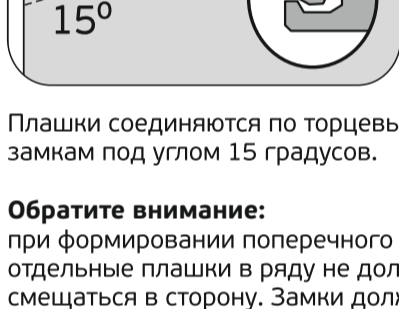 15º
Плашки соединяются по
замкам под углом 15 градусов.
Обратите внимание:
при формировании поперечного
отдельные плашки в ряду не
смещаться в сторону. Замки